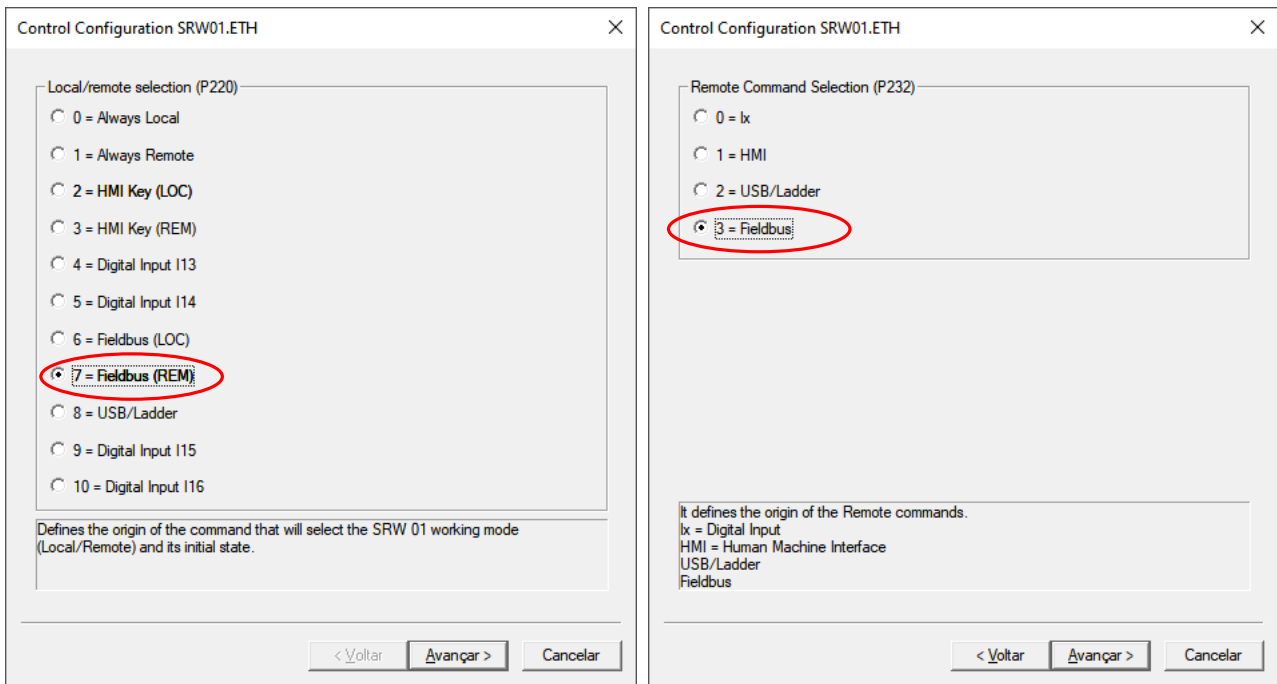 Control Configuration SRW01.ETH
Local/remote selection (P220)
0 = Always Local
1 = Always Remote
2 = HMI Key (LOC)
3 = HMI Key (REM)
4 = Digital Input I13
5 = Digital Input I14
6 = Fieldbus (LOC)
7 = Fieldbus (REM)
8 = USB/Ladder
9 = Digital Input I15
10 = Digital Input I16
Defines the origin of the command that will select the SRW 01 working mode
(Local/Remote) and its initial state.
< Voltar
Avançar >
Cancelar
Control Configuration SRW01.ETH
Remote Command Selection (P232)
0 = Ix
1 = HMI
2 = USB/Ladder
3 = Fieldbus
It defines the origin of the Remote commands.
Ix = Digital Input
HMI = Human Machine Interface
USB/Ladder
Fieldbus
< Voltar
Avançar >
Cancelar